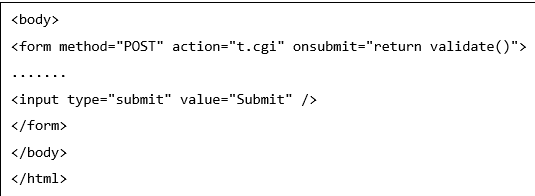 <body>
<form method="POST" action="t.cgi" onsubmit="return validate()">
.......
<input type="submit" value="Submit" />
</form>
</body>
</html>